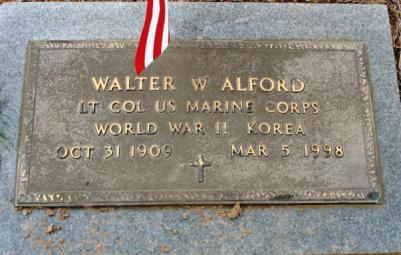 WALTER W ALFORD
LT COL US MARINE CORPS
WORLD WAR II KOREA
OCT 31 1909 MAR 5 1998